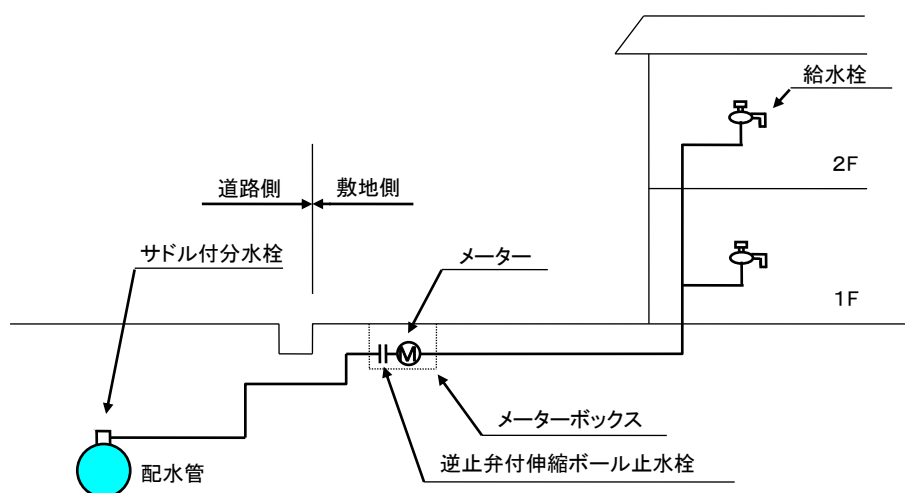 給水栓
2F
道路側
敷地側
サドル付分水栓
メーター
1F
M
メーターボックス
逆止弁付伸縮ボール止水栓
配水管